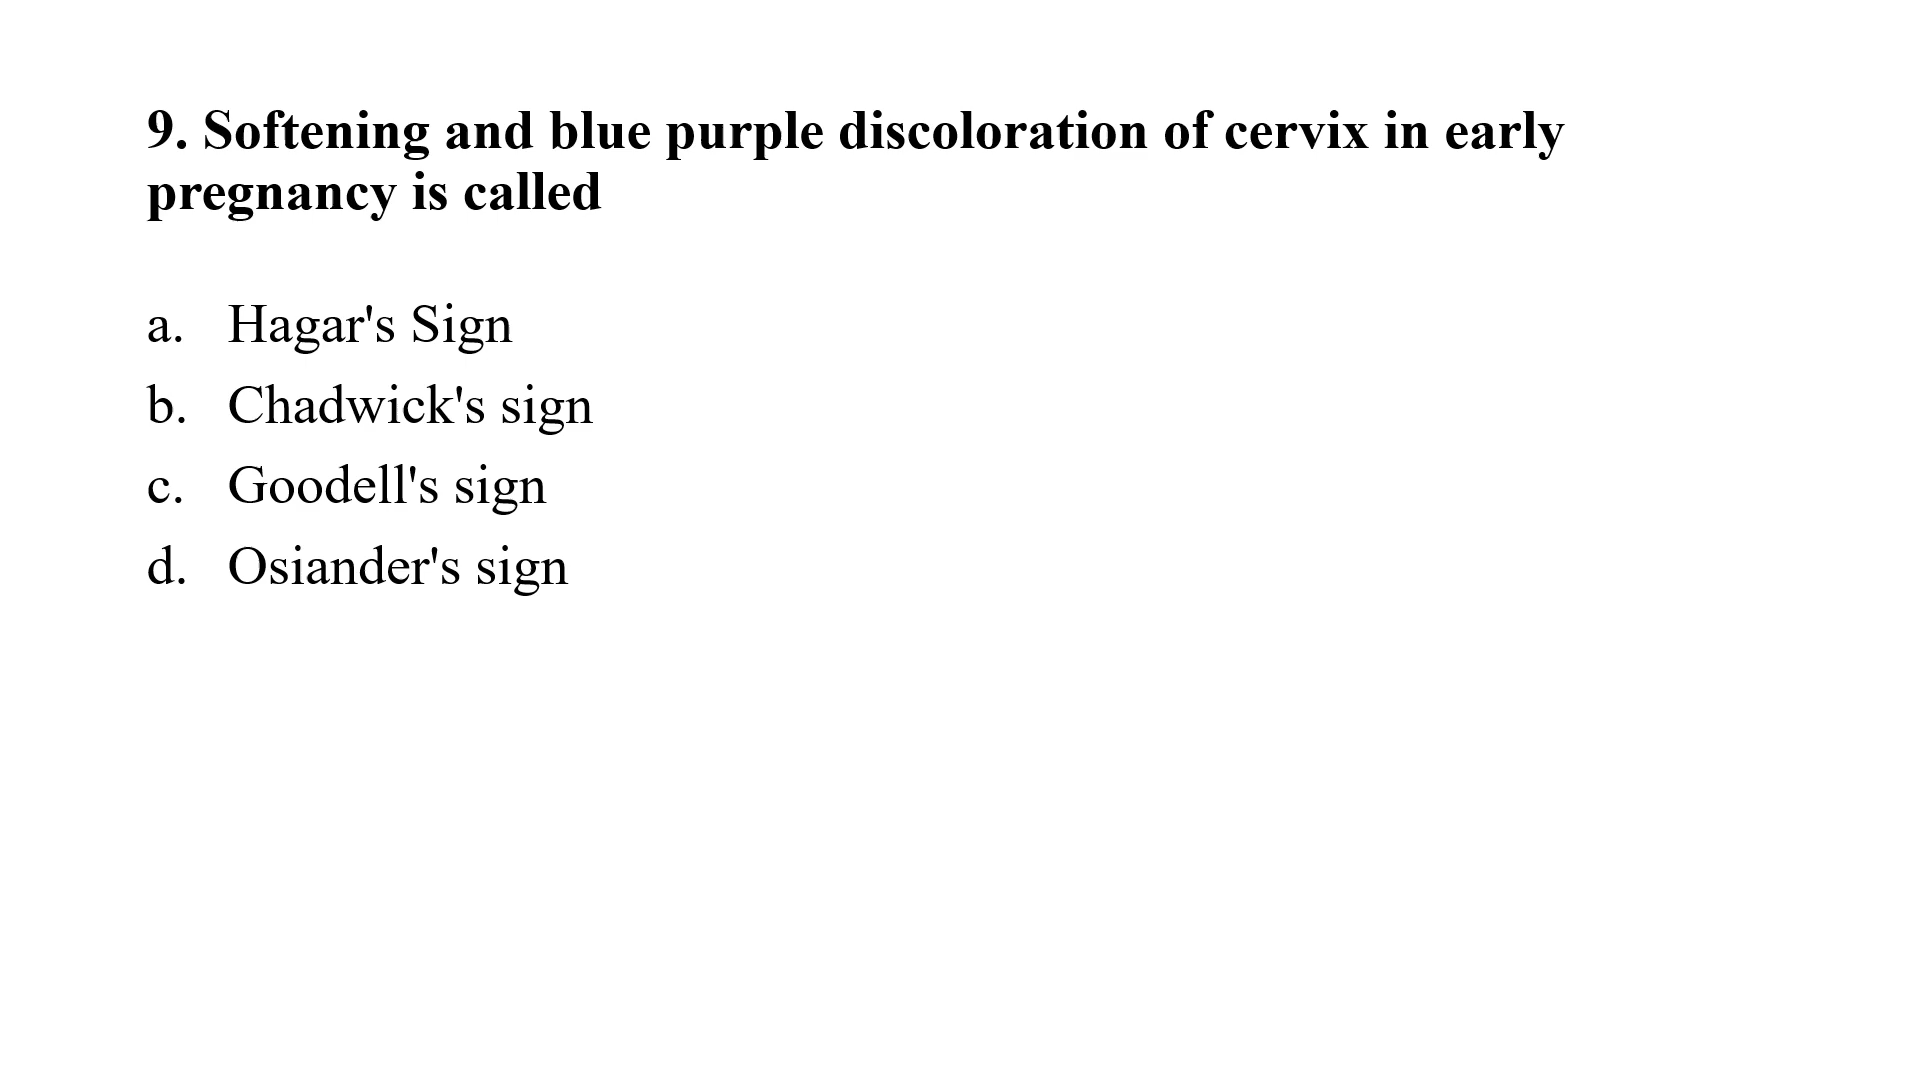 9. Softening and blue purple discoloration of cervix in early
pregnancy is called
a. Hagar's Sign
b. Chadwick's sign
c. Goodell's sign
d. Osiander's sign